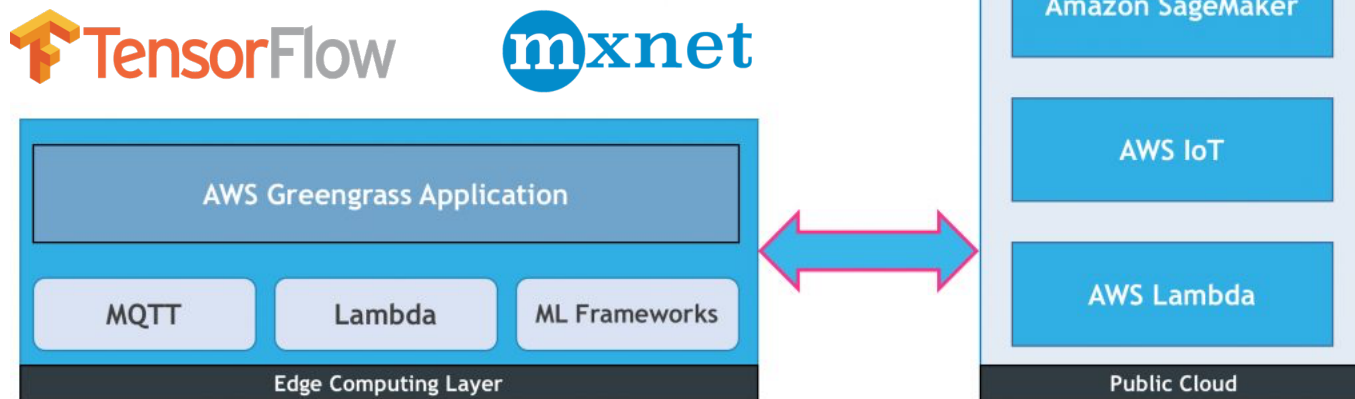 TensorFlow
mxnet
AWS Greengrass Application
MQTT
Lambda
ML Frameworks
Edge Computing Layer
Amazon SageMaker
AWS IoT
AWS Lambda
Public Cloud